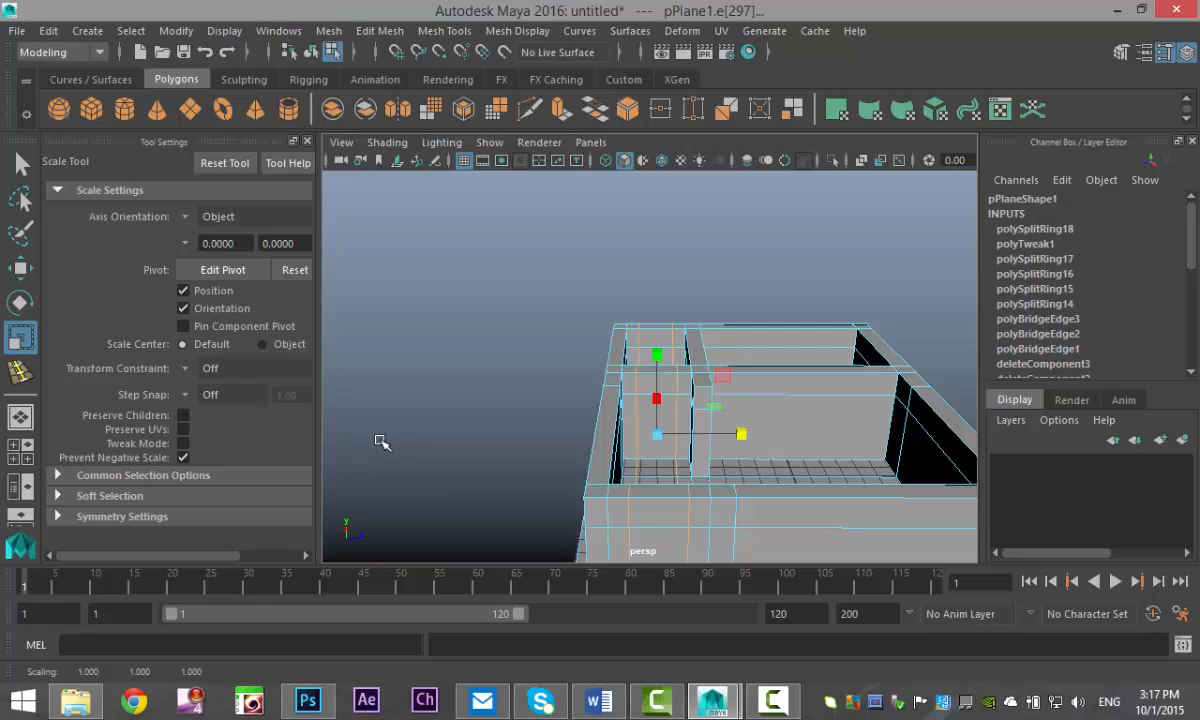 Autodesk Maya 2016: untitled* --- pPlane1.e[297]...
File Edit Create Select Modify Display Windows Mesh Edit Mesh Mesh Tools Mesh Display Curves Surfaces Deform UV Generate Cache Help
Modeling No Live Surface
Curves / Surfaces Polygons Sculpting Rigging Animation Rendering FX FX Caching Custom XGen
Tool Settings
Scale Tool Reset Tool Tool Help
Scale Settings
Axis Orientation: Object
0.0000 0.0000
Pivot: Edit Pivot Reset
Position
Orientation
Pin Component Pivot
Scale Center: Default Object
Transform Constraint: Off
Step Snap: Off 1.00
Preserve Children:
Preserve UVs:
Tweak Mode:
Prevent Negative Scale:
Common Selection Options
Soft Selection
Symmetry Settings
View Shading Lighting Show Renderer Panels
IPR 0.00
y
persp
Channel Box / Layer Editor
Channels Edit Object Show
pPlaneShape1
INPUTS
polySplitRing18
polyTweak1
polySplitRing17
polySplitRing16
polySplitRing15
polySplitRing14
polyBridgeEdge3
polyBridgeEdge2
polyBridgeEdge1
deleteComponent3
Display Render Anim
Layers Options Help
5 10 15 20 25 30 35 40 45 50 55 60 65 70 75 80 85 90 95 100 105 110 115 12
1 1
1 1 1 120 120 200 No Anim Layer No Character Set
MEL
Scaling: 1.000 1.000 1.000
Ps Ae Ch ENG
3:17 PM
10/1/2015